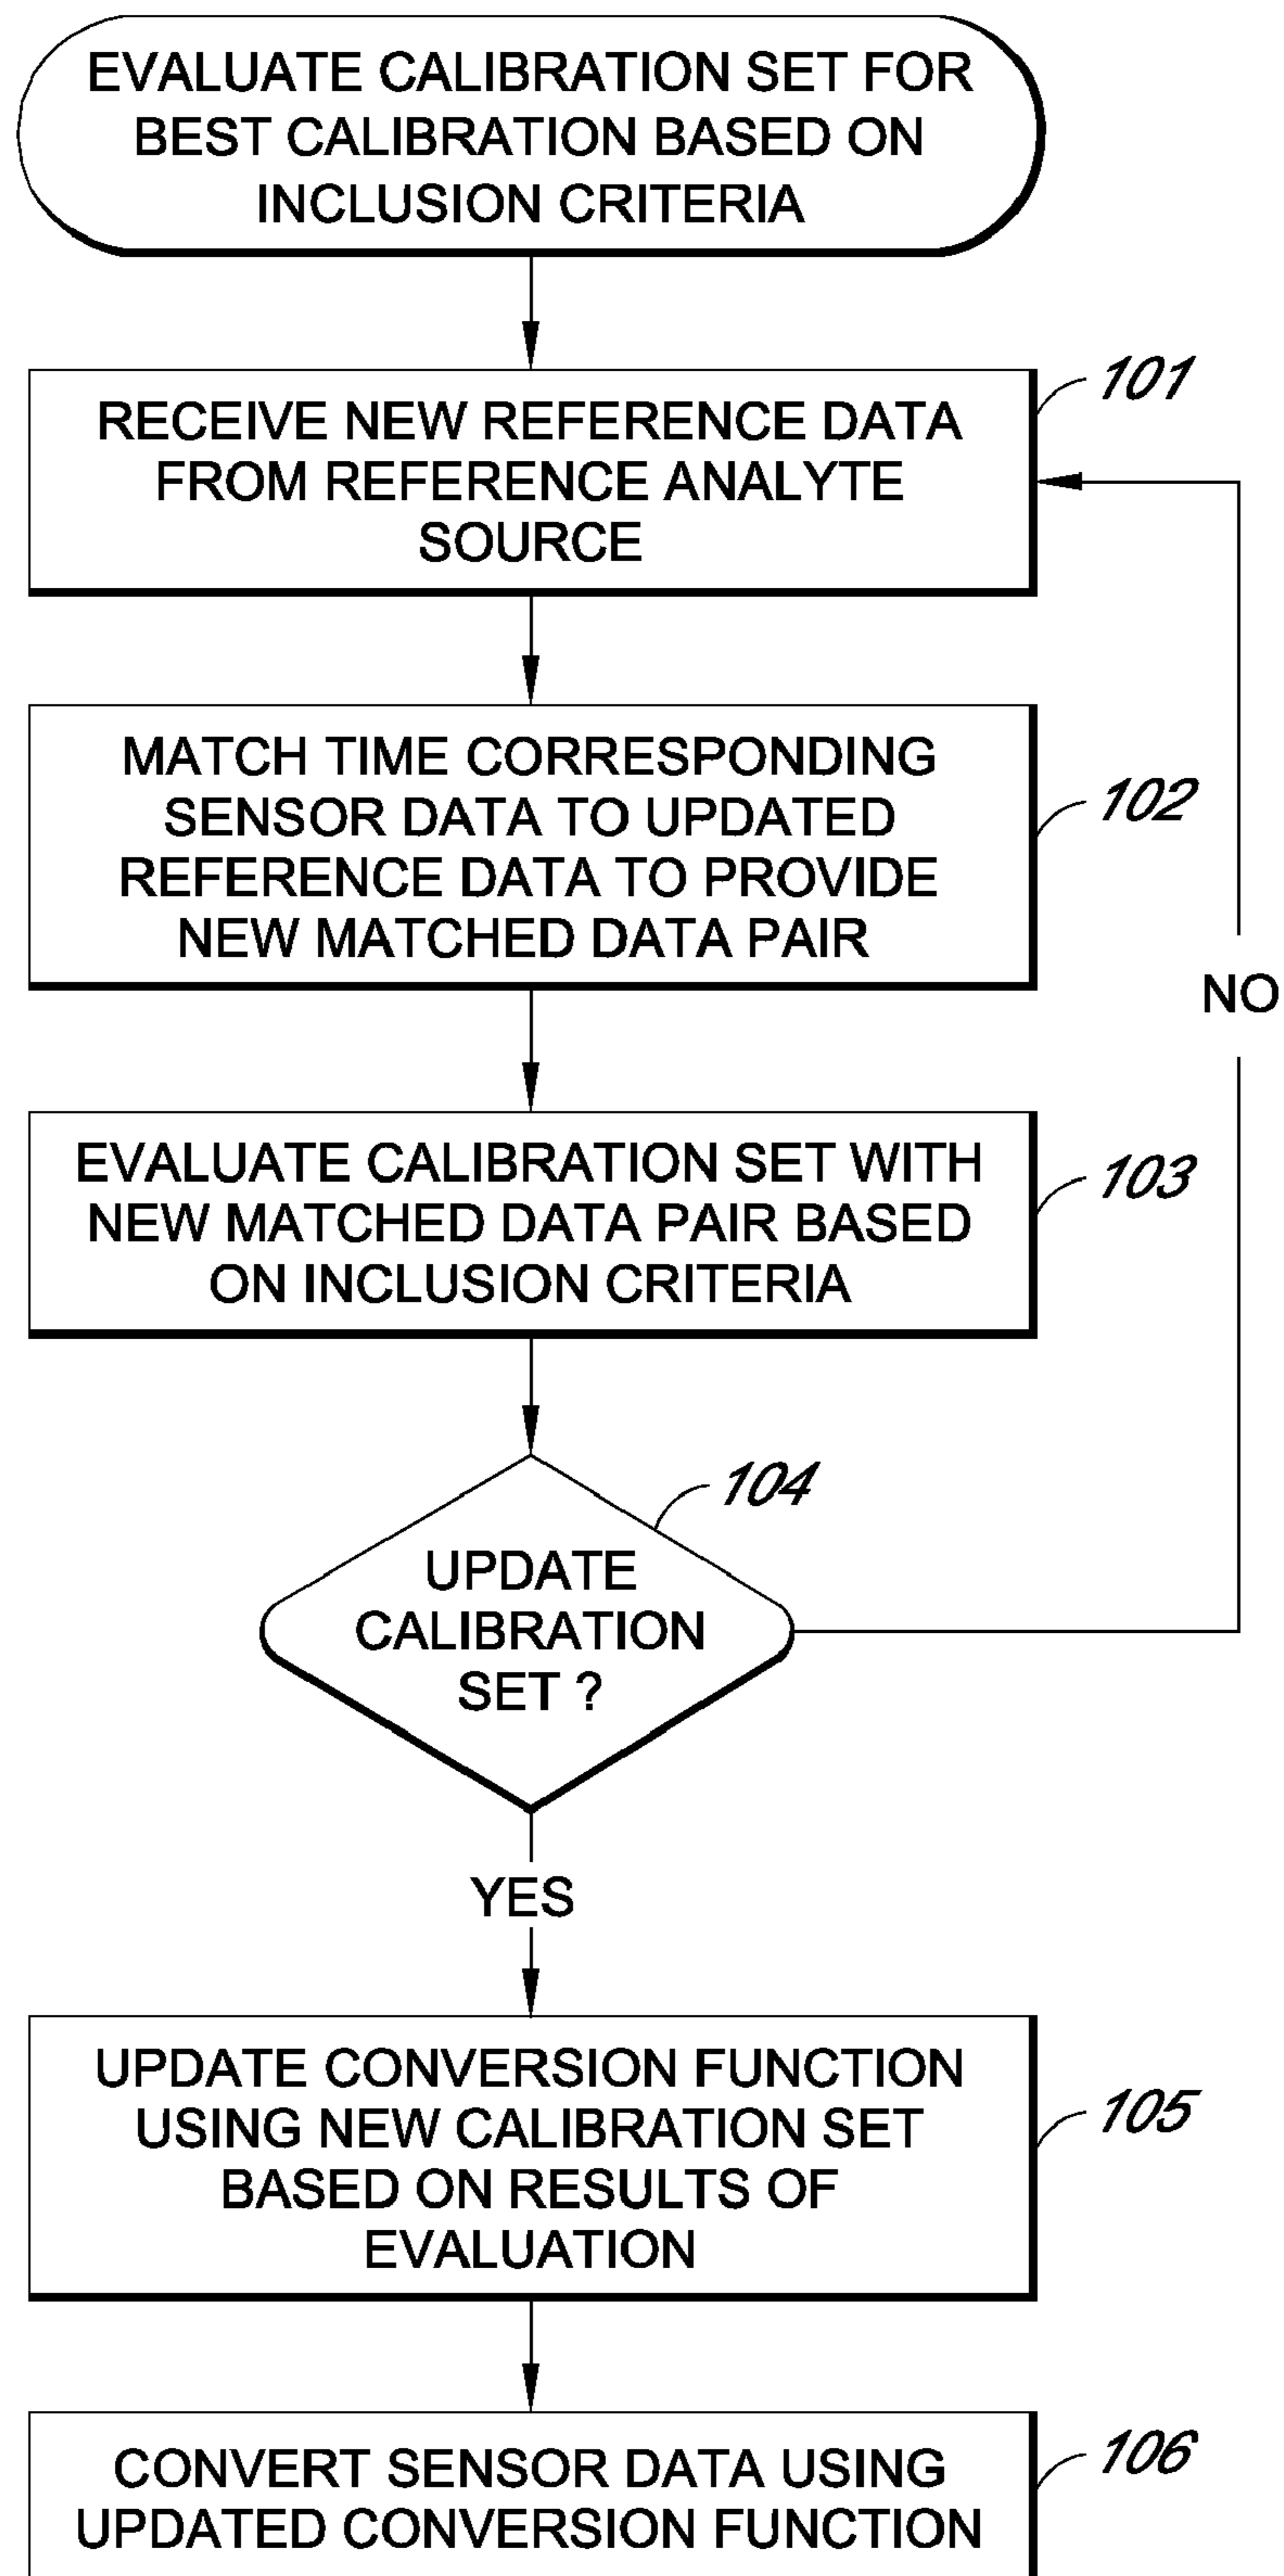 EVALUATE CALIBRATION SET FOR
BEST CALIBRATION BASED ON
INCLUSION CRITERIA
101
RECEIVE NEW REFERENCE DATA
FROM REFERENCE ANALYTE
SOURCE
102
MATCH TIME CORRESPONDING
SENSOR DATA TO UPDATED
REFERENCE DATA TO PROVIDE
NEW MATCHED DATA PAIR
NO
103
EVALUATE CALIBRATION SET WITH
NEW MATCHED DATA PAIR BASED
ON INCLUSION CRITERIA
104
UPDATE
CALIBRATION
SET ?
YES
105
UPDATE CONVERSION FUNCTION
USING NEW CALIBRATION SET
BASED ON RESULTS OF
EVALUATION
106
CONVERT SENSOR DATA USING
UPDATED CONVERSION FUNCTION